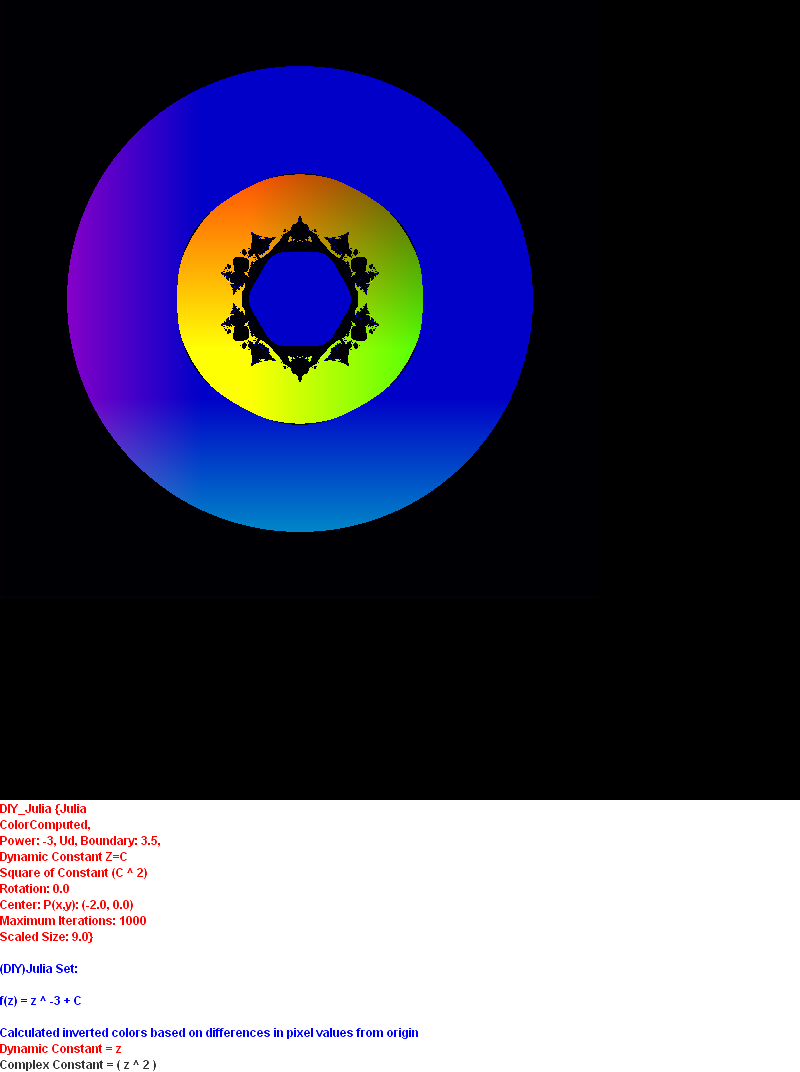 DIY_Julia {Julia
ColorComputed,
Power: -3, Ud, Boundary: 3.5,
Dynamic Constant Z=C
Square of Constant (C ^ 2)
Rotation: 0.0
Center: P(x,y): (-2.0, 0.0)
Maximum Iterations: 1000
Scaled Size: 9.0}
(DIY)Julia Set:
f(z) = z ^ -3 + C
Calculated inverted colors based on differences in pixel values from origin
Dynamic Constant = z
Complex Constant = ( z ^ 2 )